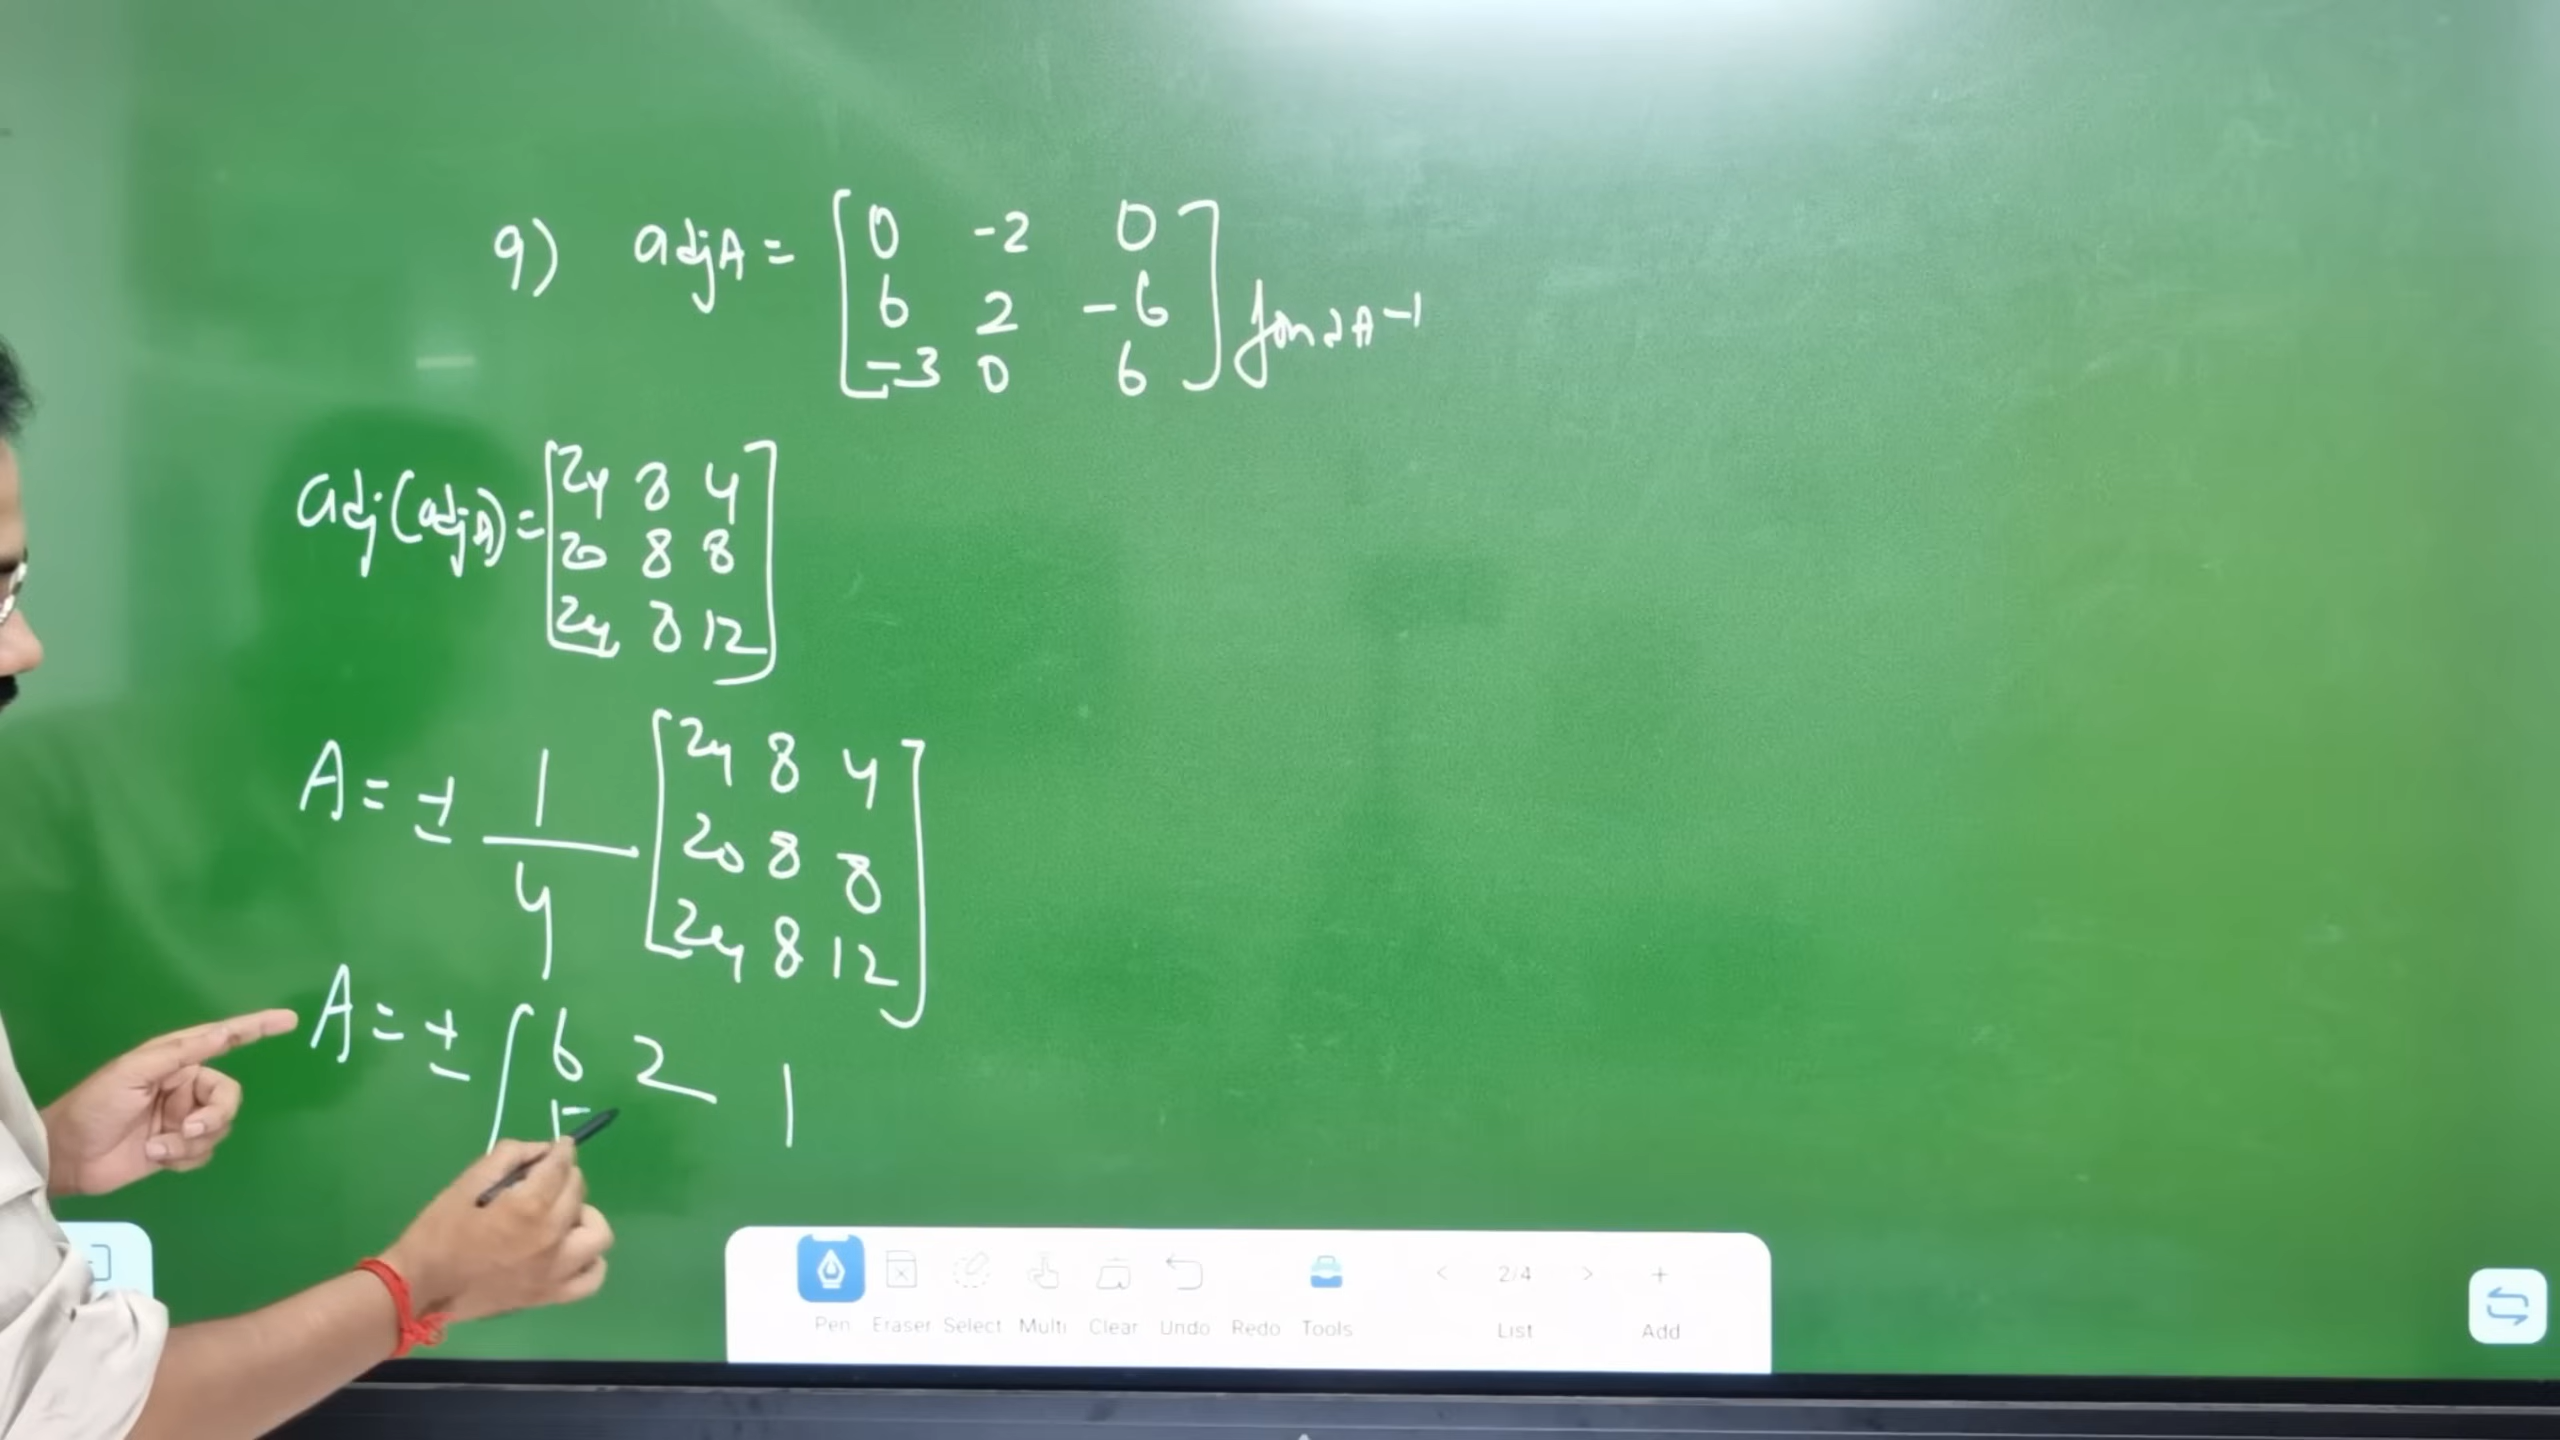 9) adjA = [0 -2 0
6 2 -6
-3 0 6] find A⁻¹
adj(adjA) = [24 8 4
20 8 8
24 8 12]
A = ± 1/4 [24 8 4
20 8 8
24 8 12]
A = ± [6 2 1
Pen Eraser Select Multi Clear Undo Redo Tools < 2/4 List > + Add